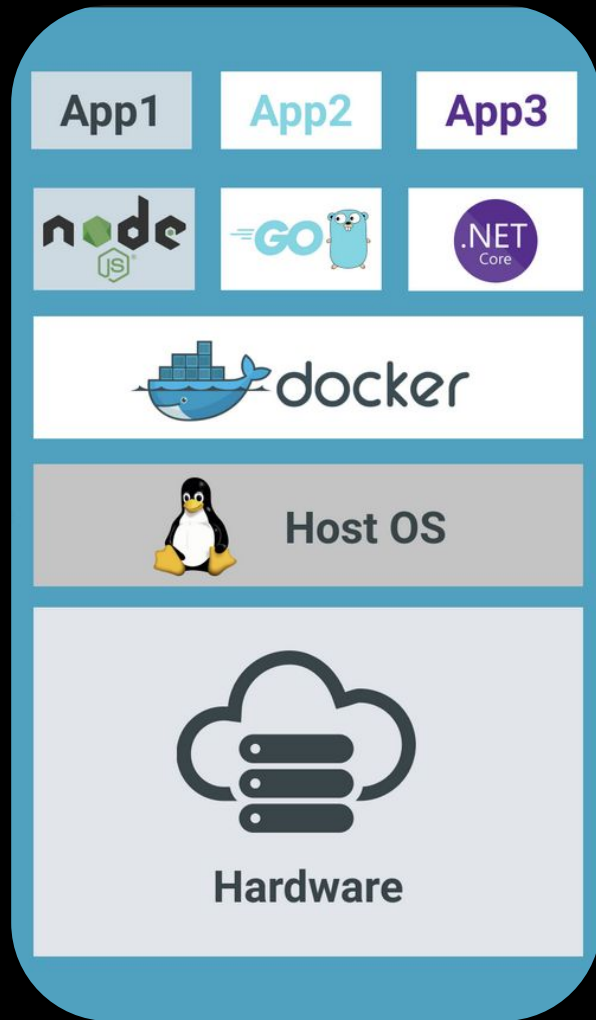 App1
App2
App3
node
JS
GO
.NET
Core
docker
Host OS
Hardware